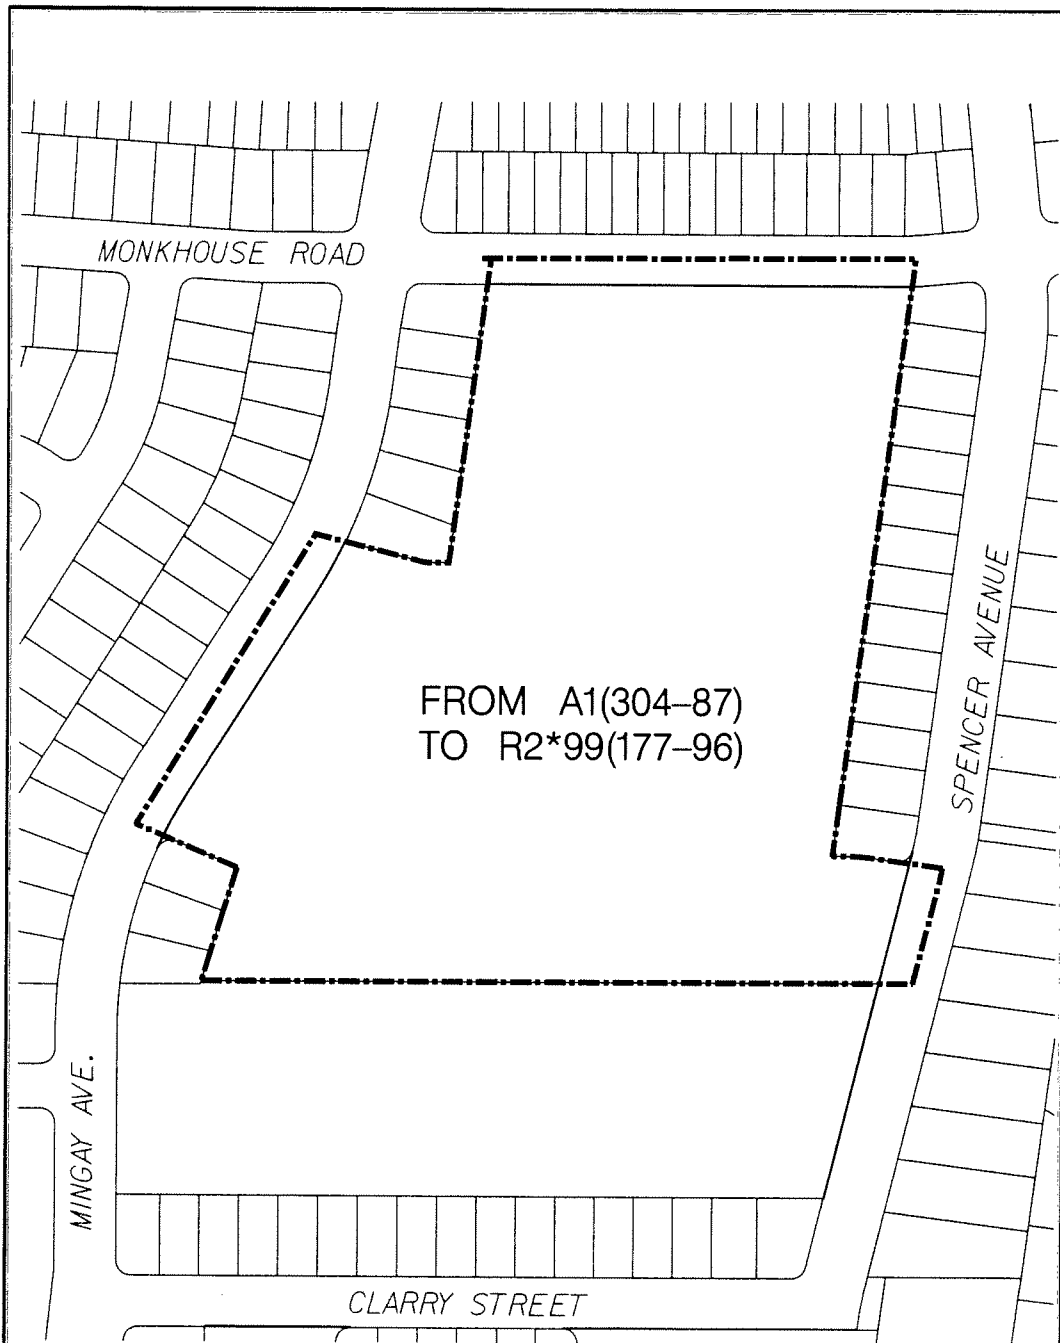 MONKHOUSE ROAD
FROM A1(304-87)
TO R2*99(177-96)
SPENCER AVENUE
MINGAY AVE.
CLARRY STREET